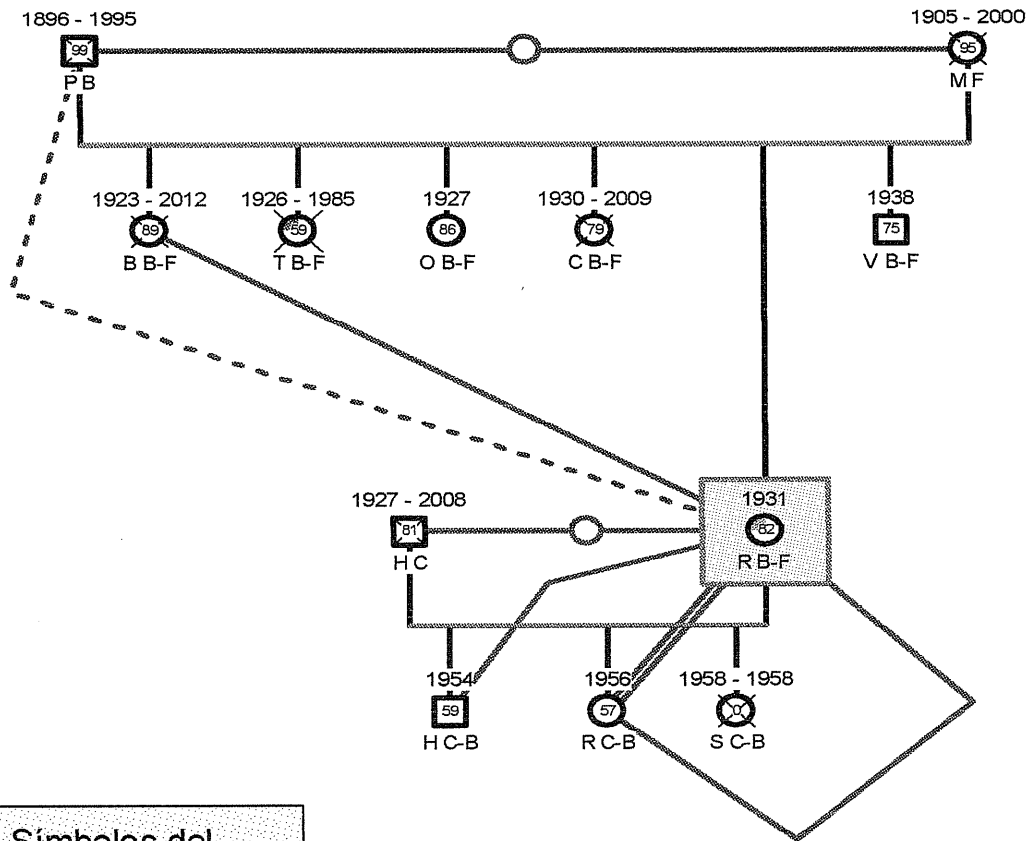 1896 - 1995
1905 - 2000
99
95
P B
M F
1923 - 2012
1926 - 1985
1927
1930 - 2009
1938
89
59
86
79
75
B B-F
T B-F
O B-F
C B-F
V B-F
1927 - 2008
1931
81
82
H C
R B-F
1954
1956
1958 - 1958
59
57
0
H C-B
R C-B
S C-B
Símbolos del